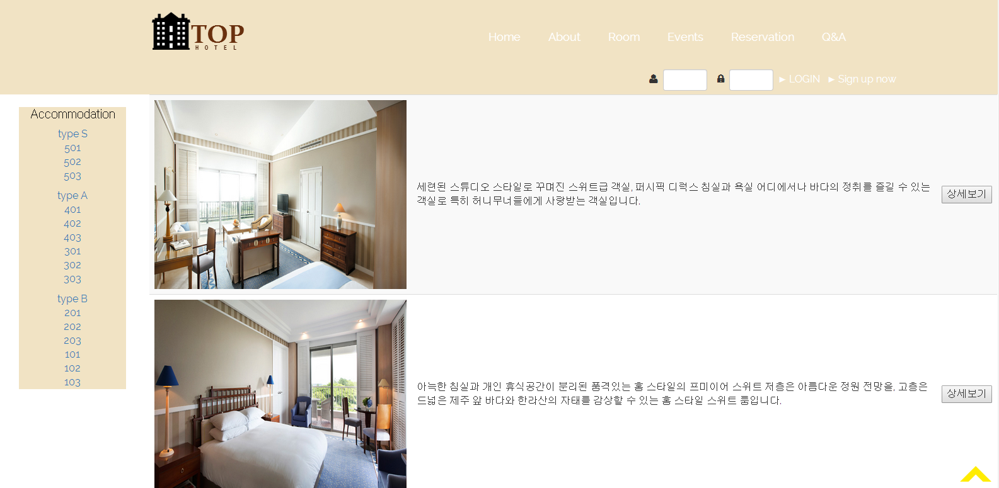 TOP
HOTEL
Home About Room Events Reservation Q&A
► LOGIN ► Sign up now
Accommodation
type S
501
502
503
type A
401
402
403
301
302
303
type B
201
202
203
101
102
103
세련된 스튜디오 스타일로 꾸며진 스위트급 객실, 퍼시픽 디럭스 침실과 욕실 어디에서나 바다의 정취를 즐길 수 있는
객실로 특히 허니무너들에게 사랑받는 객실입니다.
상세보기
아늑한 침실과 개인 휴식공간이 분리된 품격있는 홈 스타일의 프미이어 스위트 저층은 아름다운 정원 전망을, 고층은
드넓은 제주 앞 바다와 한라산의 자태를 감상할 수 있는 홈 스타일 스위트 룸입니다.
상세보기